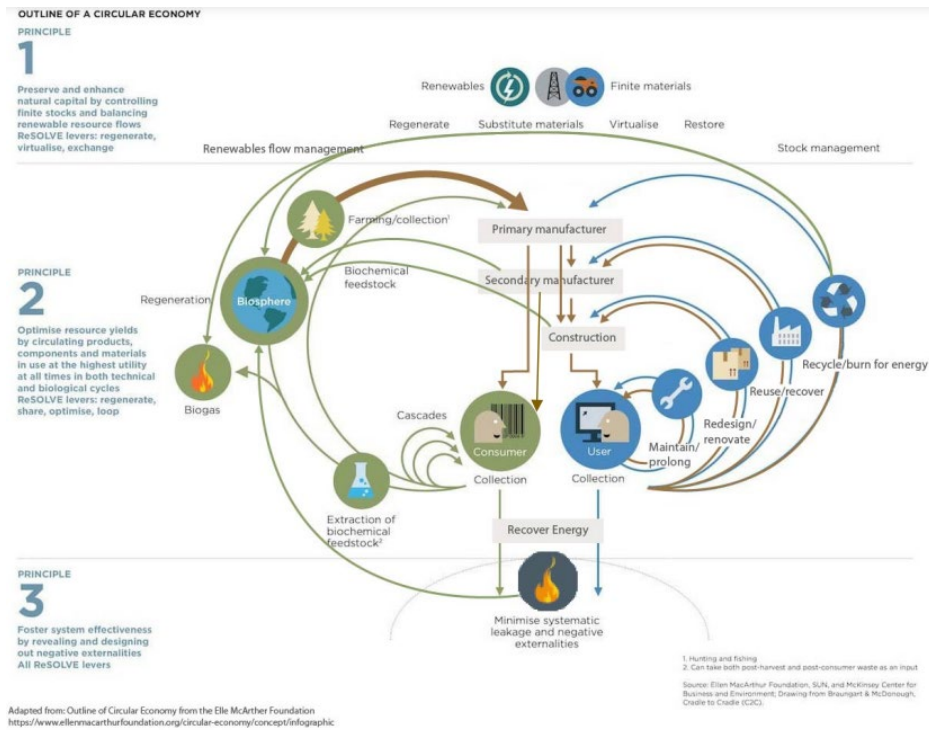 OUTLINE OF A CIRCULAR ECONOMY
PRINCIPLE
1
Preserve and enhance
natural capital by controlling
finite stocks and balancing
renewable resource flows
ReSOLVE levers: regenerate,
virtualise, exchange
Renewables
Finite materials
Regenerate
Substitute materials
Virtualise
Restore
Renewables flow management
Stock management
PRINCIPLE
2
Optimise resource yields
by circulating products,
components and materials
in use at the highest utility
at all times in both technical
and biological cycles
ReSOLVE levers: regenerate,
share, optimise, loop
Farming/collection¹
Primary manufacturer
Biochemical
feedstock
Secondary manufacturer
Regeneration
Biosphere
Construction
Recycle/burn for energy
Reuse/recover
Redesign/
renovate
Maintain/
prolong
Biogas
Cascades
Consumer
User
Collection
Collection
Extraction of
biochemical
feedstock²
Recover Energy
PRINCIPLE
3
Foster system effectiveness
by revealing and designing
out negative externalities
All ReSOLVE levers
Minimise systematic
leakage and negative
externalities
1. Hunting and fishing
2: Can take both post-harvest and post-consumer waste as an input
Source: Ellen MacArthur Foundation, SUN, and McKinsey Center for
Business and Environment; Drawing from Braungart & McDonough,
Cradle to Cradle (C2C).
Adapted from: Outline of Circular Economy from the Elle McArther Foundation
https://www.ellenmacarthurfoundation.org/circular-economy/concept/infographic